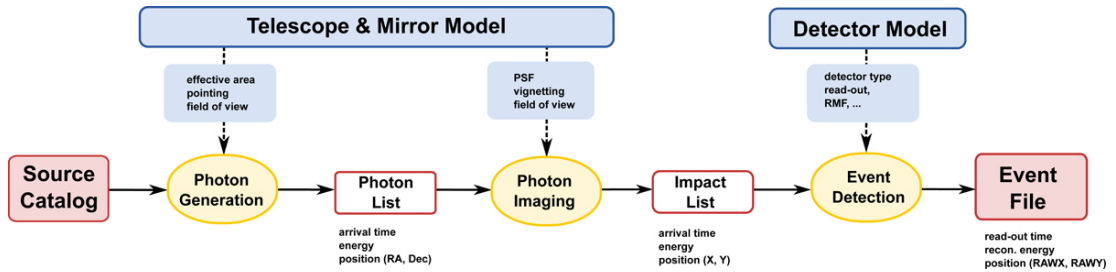 Telescope & Mirror Model
Detector Model
effective area
pointing
field of view
PSF
vignetting
field of view
detector type
read-out,
RMF, ...
Source
Catalog
Photon
Generation
Photon
List
Photon
Imaging
Impact
List
Event
Detection
Event
File
arrival time
energy
position (RA, Dec)
arrival time
energy
position (X, Y)
read-out time
recon. energy
position (RAWX, RAWY)